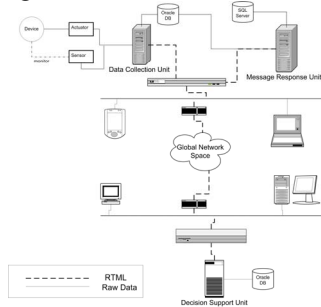 Device
Actuator
Sensor
Oracle
DB
SQL
Server
Data Collection Unit
Message Response Unit
Global Network
Space
Oracle
DB
RTML
Raw Data
Decision Support Unit